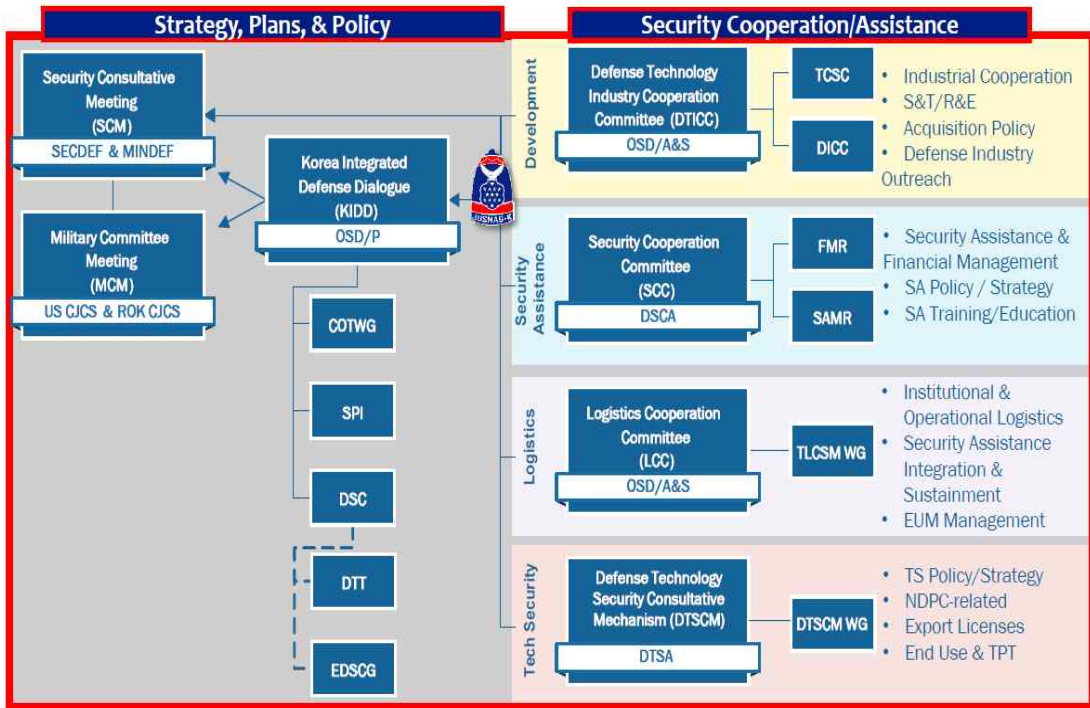 Strategy, Plans, & Policy
Security Consultative
Meeting
(SCM)
SECDEF & MINDEF
Korea Integrated
Defense Dialogue
(KIDD)
OSD/P
Military Committee
Meeting
(MCM)
US CJCS & ROK CJCS
COTWG
SPI
DSC
DTT
EDSCG
JUSMAG-K
Security Cooperation/Assistance
Development
Defense Technology
Industry Cooperation
Committee (DTICC)
OSD/A&S
TCSC
DICC
• Industrial Cooperation
• S&T/R&E
• Acquisition Policy
• Defense Industry
Outreach
Security
Assistance
Security Cooperation
Committee
(SCC)
DSCA
FMR
SAMR
• Security Assistance &
Financial Management
• SA Policy / Strategy
• SA Training/Education
Logistics
Logistics Cooperation
Committee
(LCC)
OSD/A&S
TLCSM WG
• Institutional &
Operational Logistics
• Security Assistance
Integration &
Sustainment
• EUM Management
Tech Security
Defense Technology
Security Consultative
Mechanism (DTSCM)
DTSA
DTSCM WG
• TS Policy/Strategy
• NDPC-related
• Export Licenses
• End Use & TPT